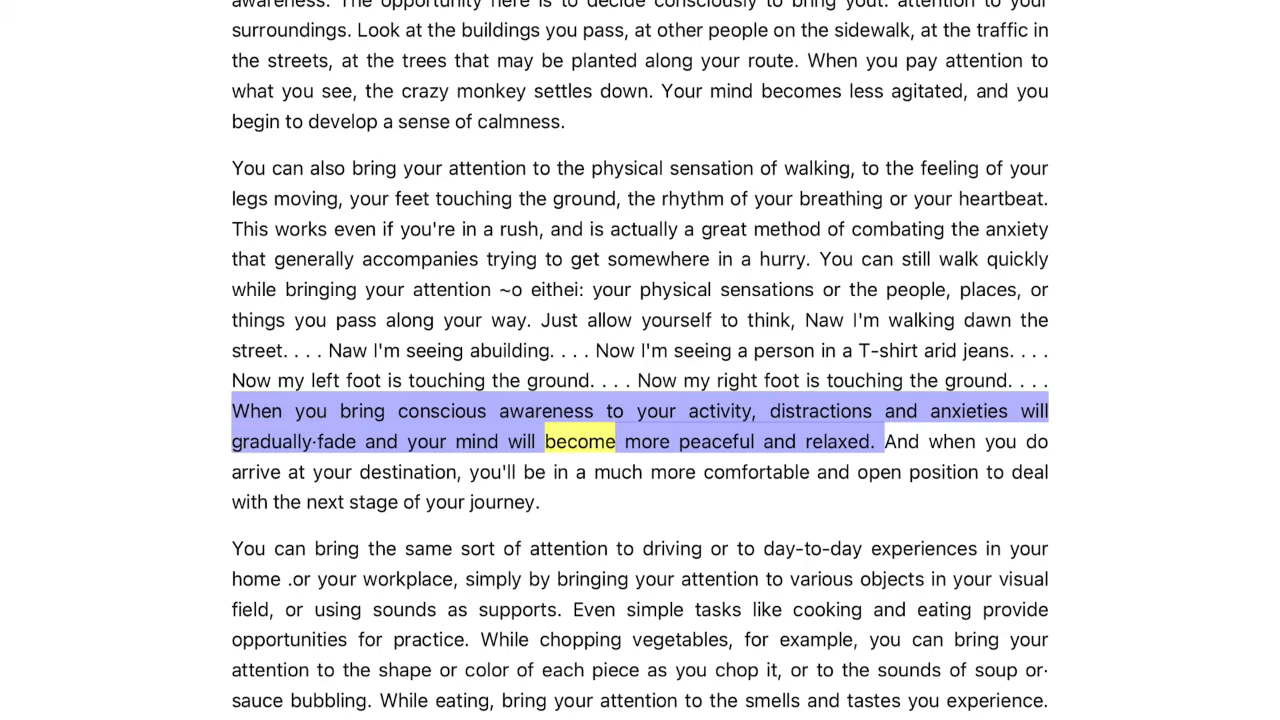 awareness. The opportunity here is to decide consciously to bring your. attention to your
surroundings. Look at the buildings you pass, at other people on the sidewalk, at the traffic in
the streets, at the trees that may be planted along your route. When you pay attention to
what you see, the crazy monkey settles down. Your mind becomes less agitated, and you
begin to develop a sense of calmness.
You can also bring your attention to the physical sensation of walking, to the feeling of your
legs moving, your feet touching the ground, the rhythm of your breathing or your heartbeat.
This works even if you're in a rush, and is actually a great method of combating the anxiety
that generally accompanies trying to get somewhere in a hurry. You can still walk quickly
while bringing your attention ~o eithei: your physical sensations or the people, places, or
things you pass along your way. Just allow yourself to think, Naw I'm walking dawn the
street. . . . Naw I'm seeing abuilding. . . . Now I'm seeing a person in a T-shirt arid jeans. . . .
Now my left foot is touching the ground. . . . Now my right foot is touching the ground. . . .
When you bring conscious awareness to your activity, distractions and anxieties will
gradually·fade and your mind will become more peaceful and relaxed. And when you do
arrive at your destination, you'll be in a much more comfortable and open position to deal
with the next stage of your journey.
You can bring the same sort of attention to driving or to day-to-day experiences in your
home .or your workplace, simply by bringing your attention to various objects in your visual
field, or using sounds as supports. Even simple tasks like cooking and eating provide
opportunities for practice. While chopping vegetables, for example, you can bring your
attention to the shape or color of each piece as you chop it, or to the sounds of soup or·
sauce bubbling. While eating, bring your attention to the smells and tastes you experience.